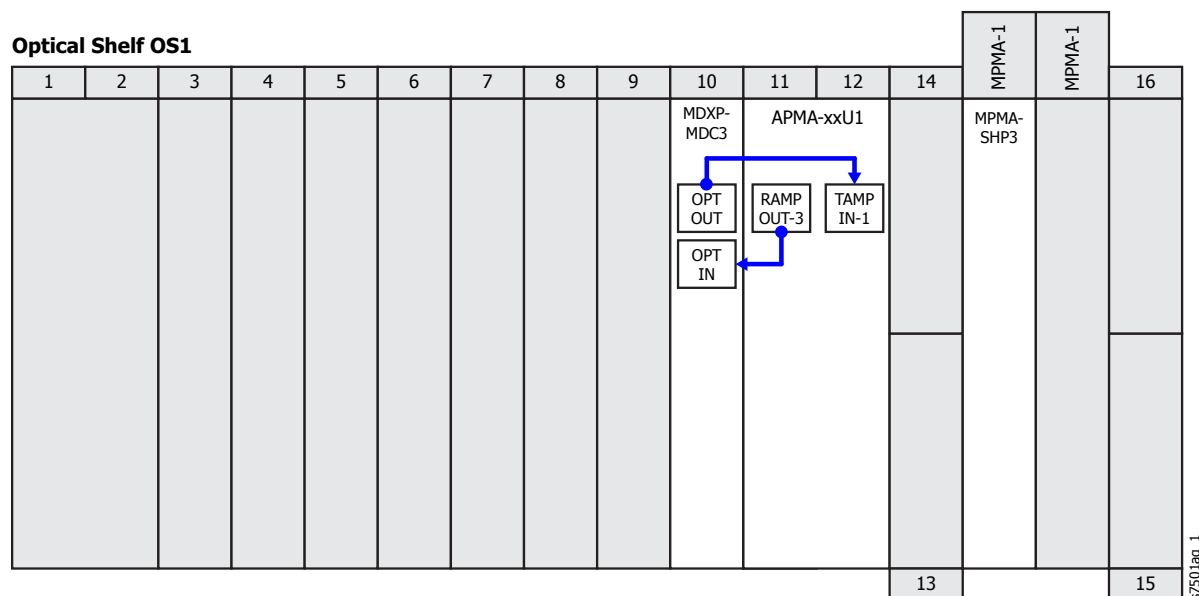 Optical Shelf OS1
MPMA-1
MPMA-1
1 2 3 4 5 6 7 8 9 10 11 12 14 16
MDXP-
MDC3
APMA-xxU1
MPMA-
SHP3
OPT
OUT
RAMP
OUT-3
TAMP
IN-1
OPT
IN
13 15